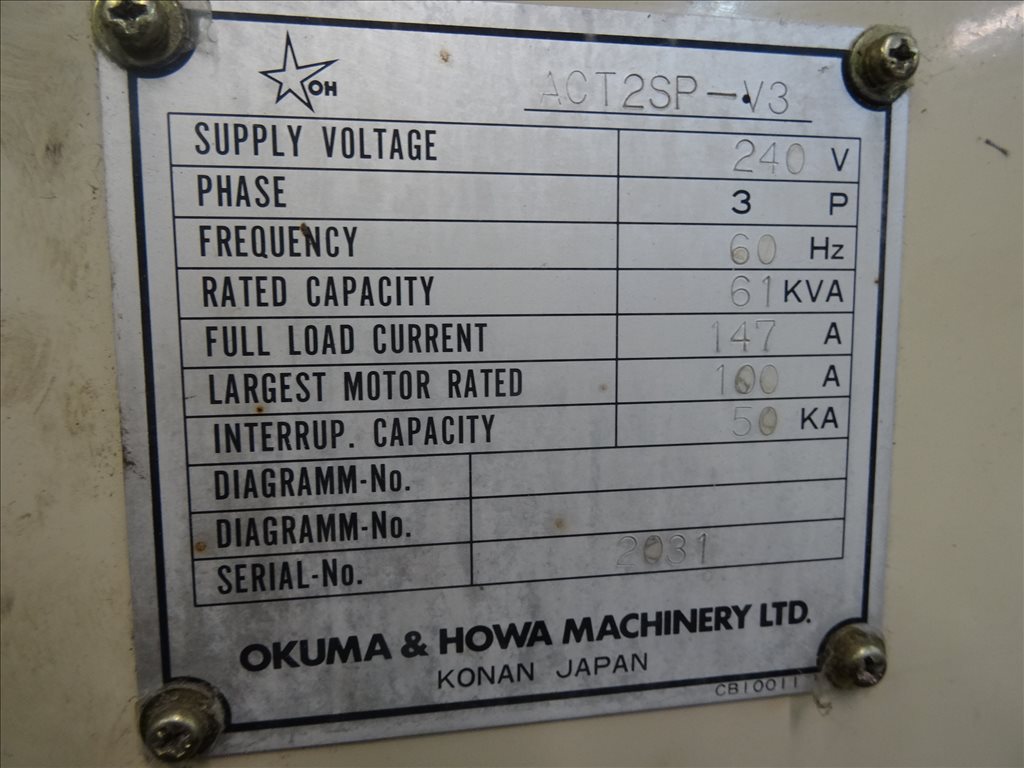 OH
ACT2SP-V3
SUPPLY VOLTAGE 240 V
PHASE 3 P
FREQUENCY 60 Hz
RATED CAPACITY 61 KVA
FULL LOAD CURRENT 147 A
LARGEST MOTOR RATED 100 A
INTERRUP. CAPACITY 50 KA
DIAGRAMM-No.
DIAGRAMM-No.
SERIAL-No. 2031
OKUMA & HOWA MACHINERY LTD.
KONAN JAPAN
CB10011